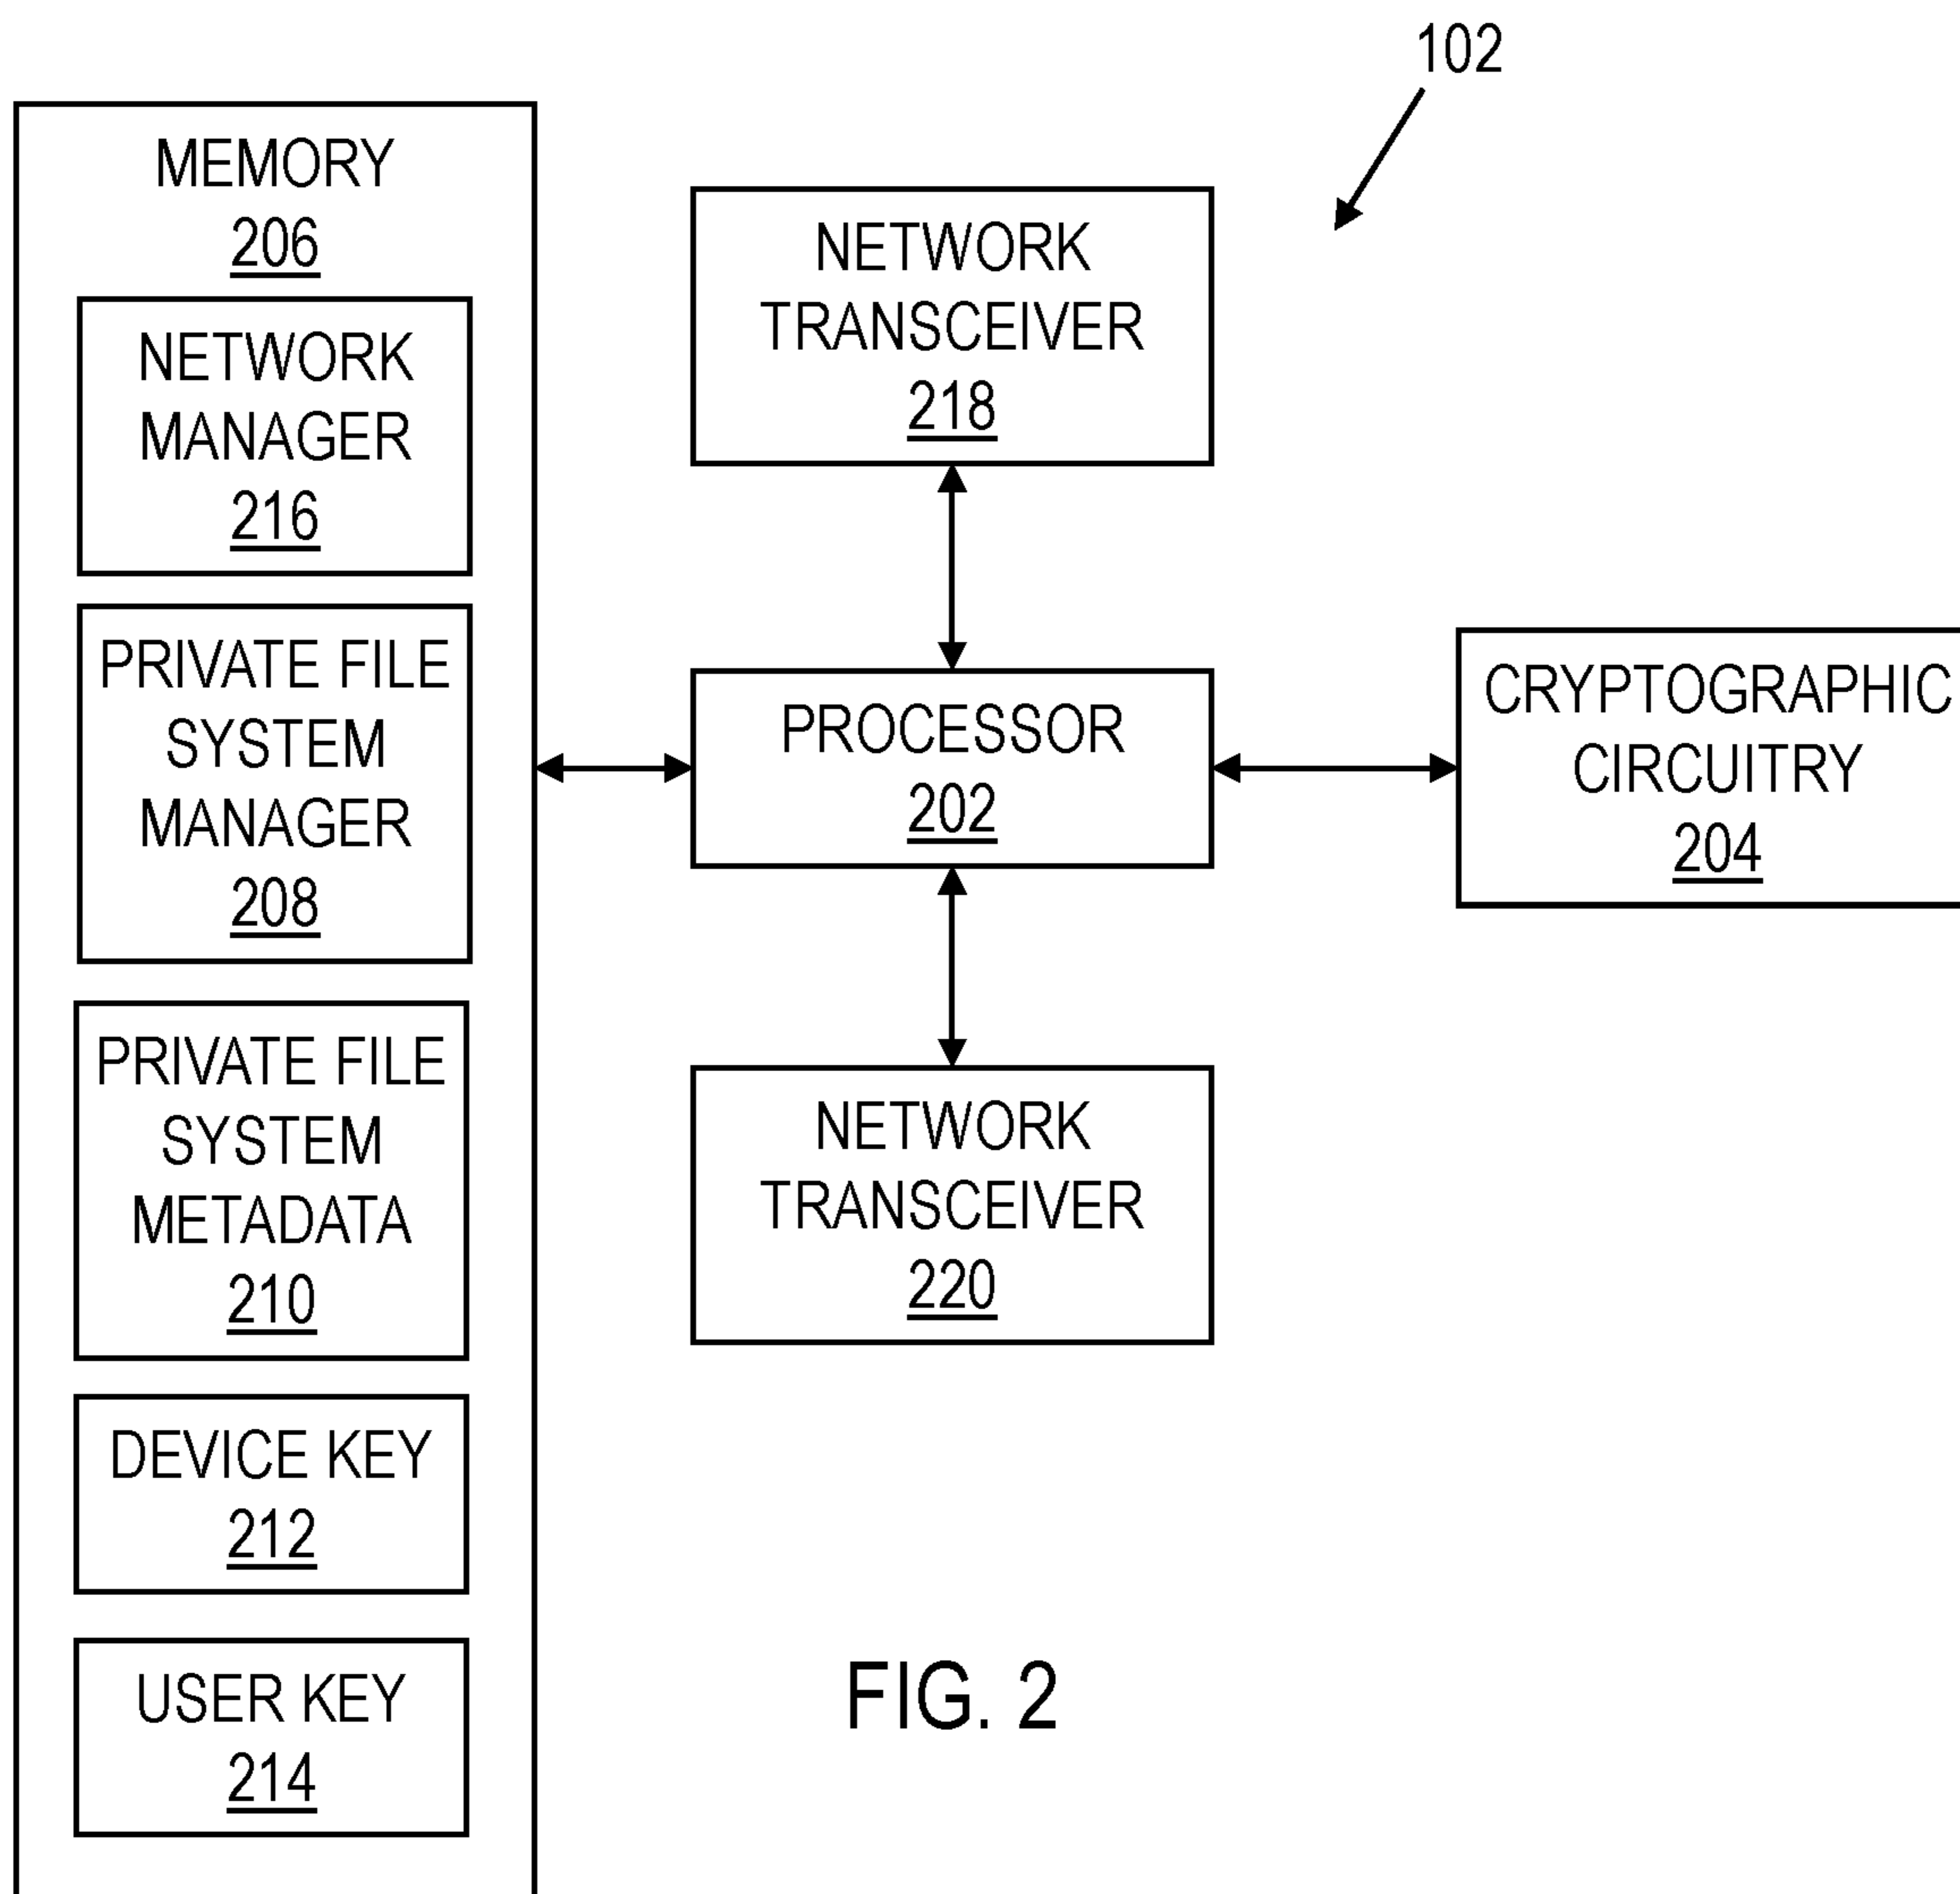 102
MEMORY
206
NETWORK
MANAGER
216
PRIVATE FILE
SYSTEM
MANAGER
208
PRIVATE FILE
SYSTEM
METADATA
210
DEVICE KEY
212
USER KEY
214
NETWORK
TRANSCEIVER
218
PROCESSOR
202
NETWORK
TRANSCEIVER
220
CRYPTOGRAPHIC
CIRCUITRY
204
FIG. 2